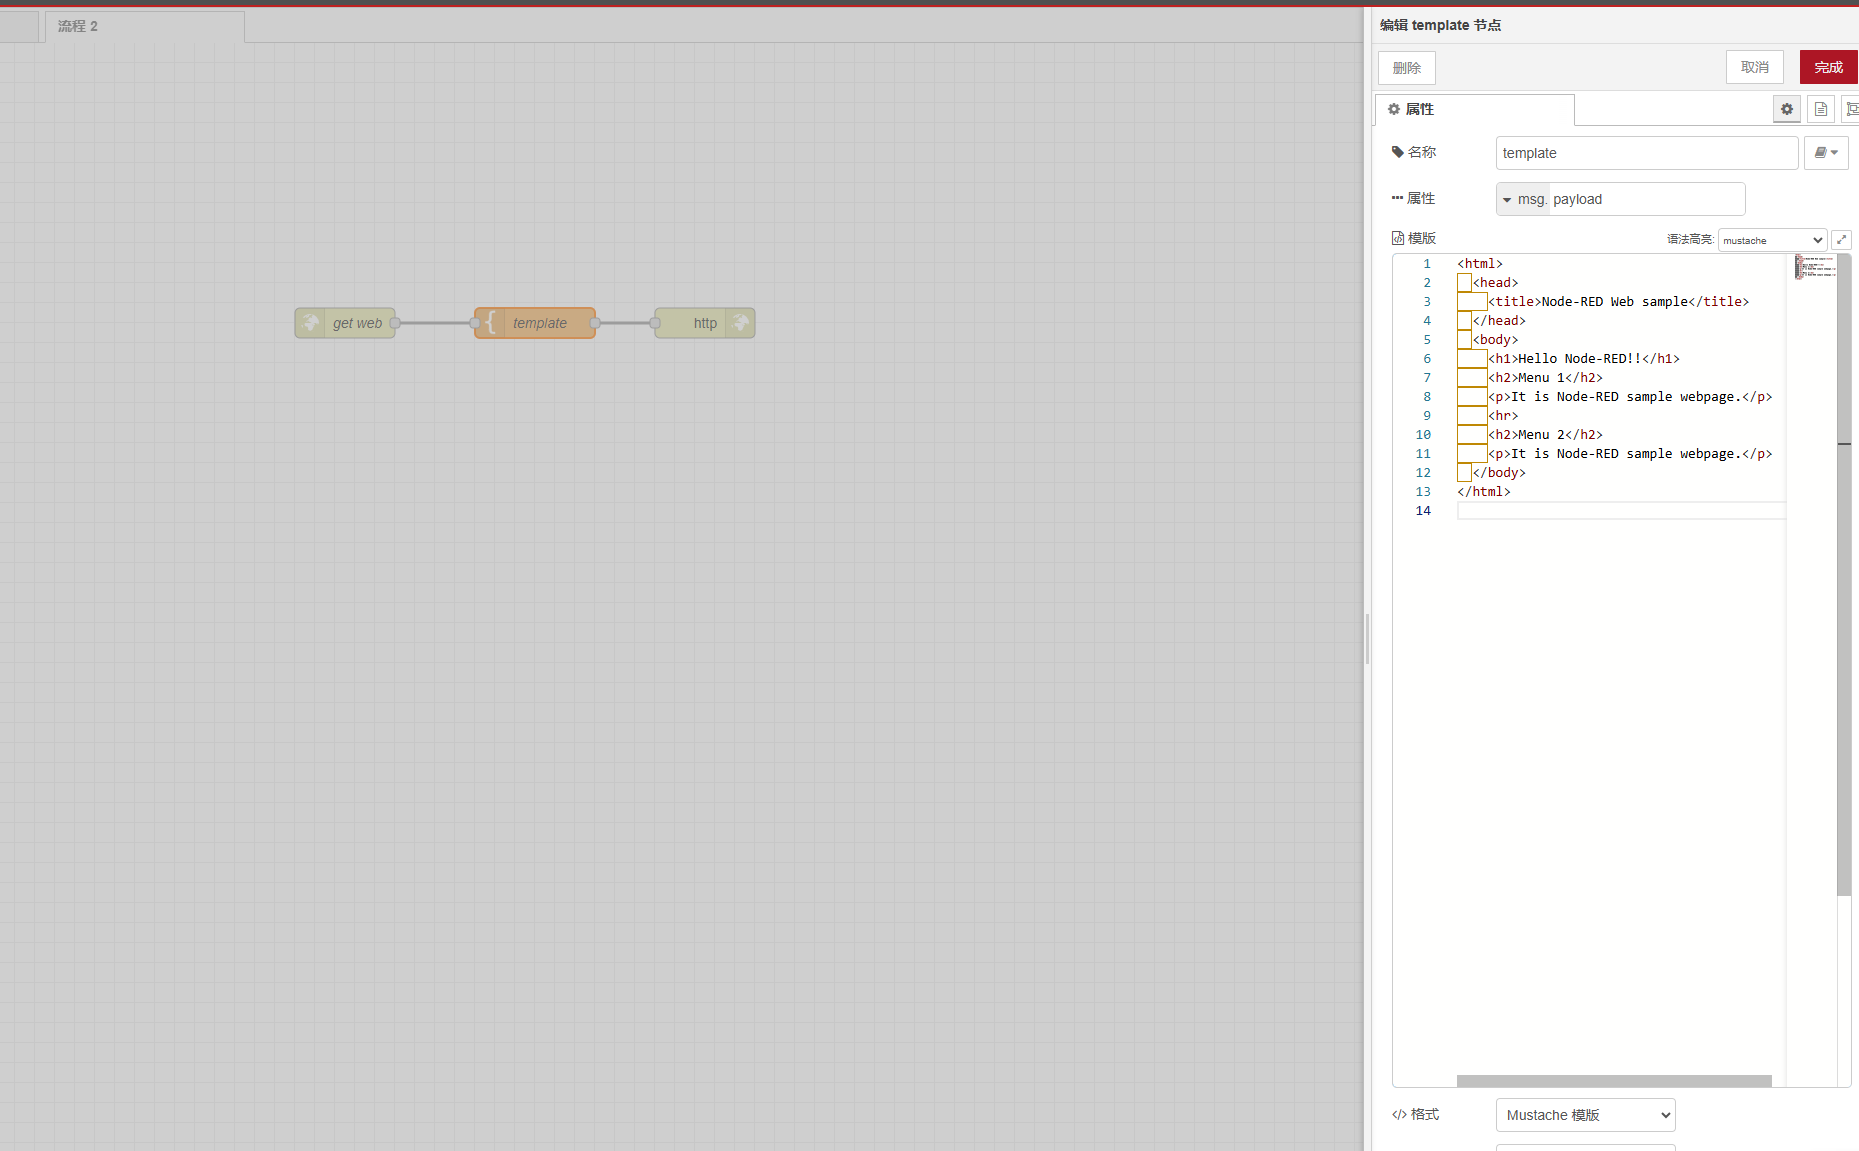 流程 2
get web
template
http
编辑 template 节点
删除
取消
完成
属性
名称
template
属性
msg. payload
模版
语法高亮: mustache
1 <html>
2 <head>
3 <title>Node-RED Web sample</title>
4 </head>
5 <body>
6 <h1>Hello Node-RED!!</h1>
7 <h2>Menu 1</h2>
8 <p>It is Node-RED sample webpage.</p>
9 <hr>
10 <h2>Menu 2</h2>
11 <p>It is Node-RED sample webpage.</p>
12 </body>
13 </html>
14
</> 格式
Mustache 模版